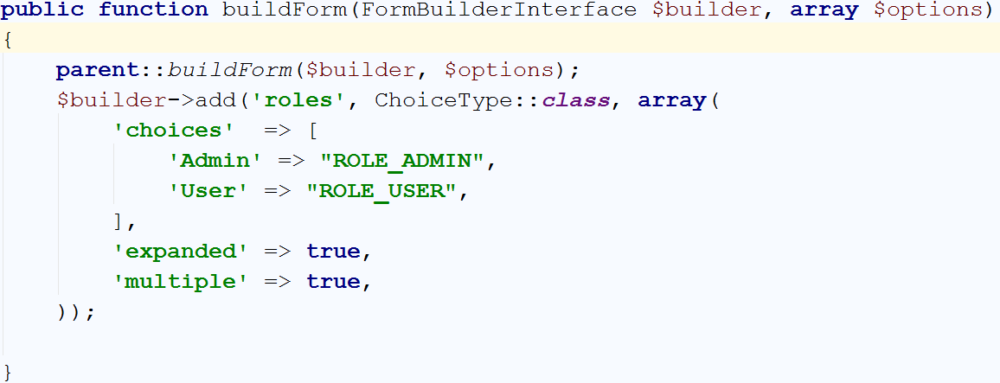 public function buildForm(FormBuilderInterface $builder, array $options)
{
    parent::buildForm($builder, $options);
    $builder->add('roles', ChoiceType::class, array(
        'choices'  => [
            'Admin' => "ROLE_ADMIN",
            'User' => "ROLE_USER",
        ],
        'expanded' => true,
        'multiple' => true,
    ));
}